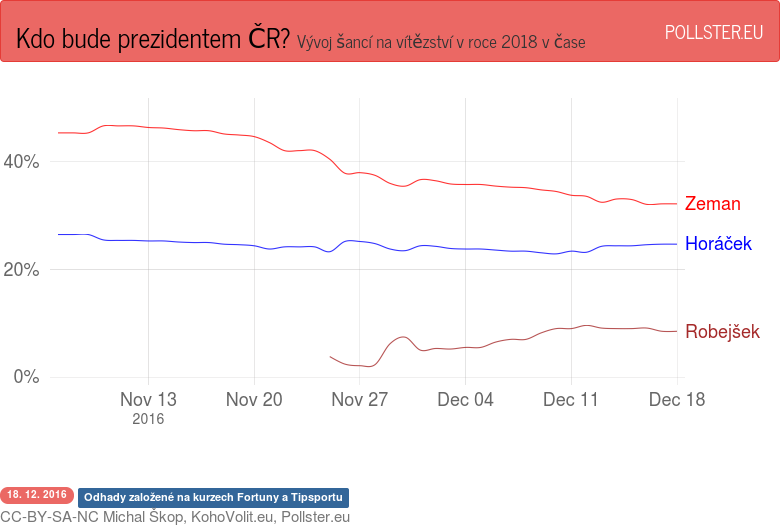 Kdo bude prezidentem ČR? Vývoj šancí na vítězství v roce 2018 v čase
POLLSTER.EU
40%
20%
0%
Zeman
Horáček
Robejšek
Nov 13 Nov 20 Nov 27 Dec 04 Dec 11 Dec 18
2016
18. 12. 2016 Odhady založené na kurzech Fortuny a Tipsportu
CC-BY-SA-NC Michal Škop, KohoVolit.eu, Pollster.eu